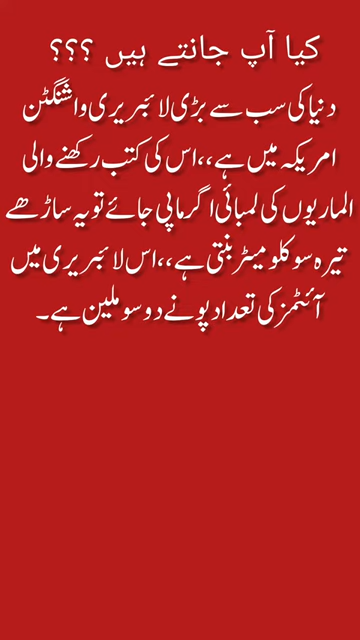 کیا آپ جانتے ہیں ؟؟؟
دنیا کی سب سے بڑی لائبریری واشنگٹن
امریکہ میں ہے،،اس کی کتب رکھنے والی
الماریوں کی لمبائی اگر ماپی جائے تو یہ ساڑھے
تیرہ سو کلو میٹر بنتی ہے،،اس لائبریری میں
آئٹمز کی تعداد پونے دو سو ملین ہے۔